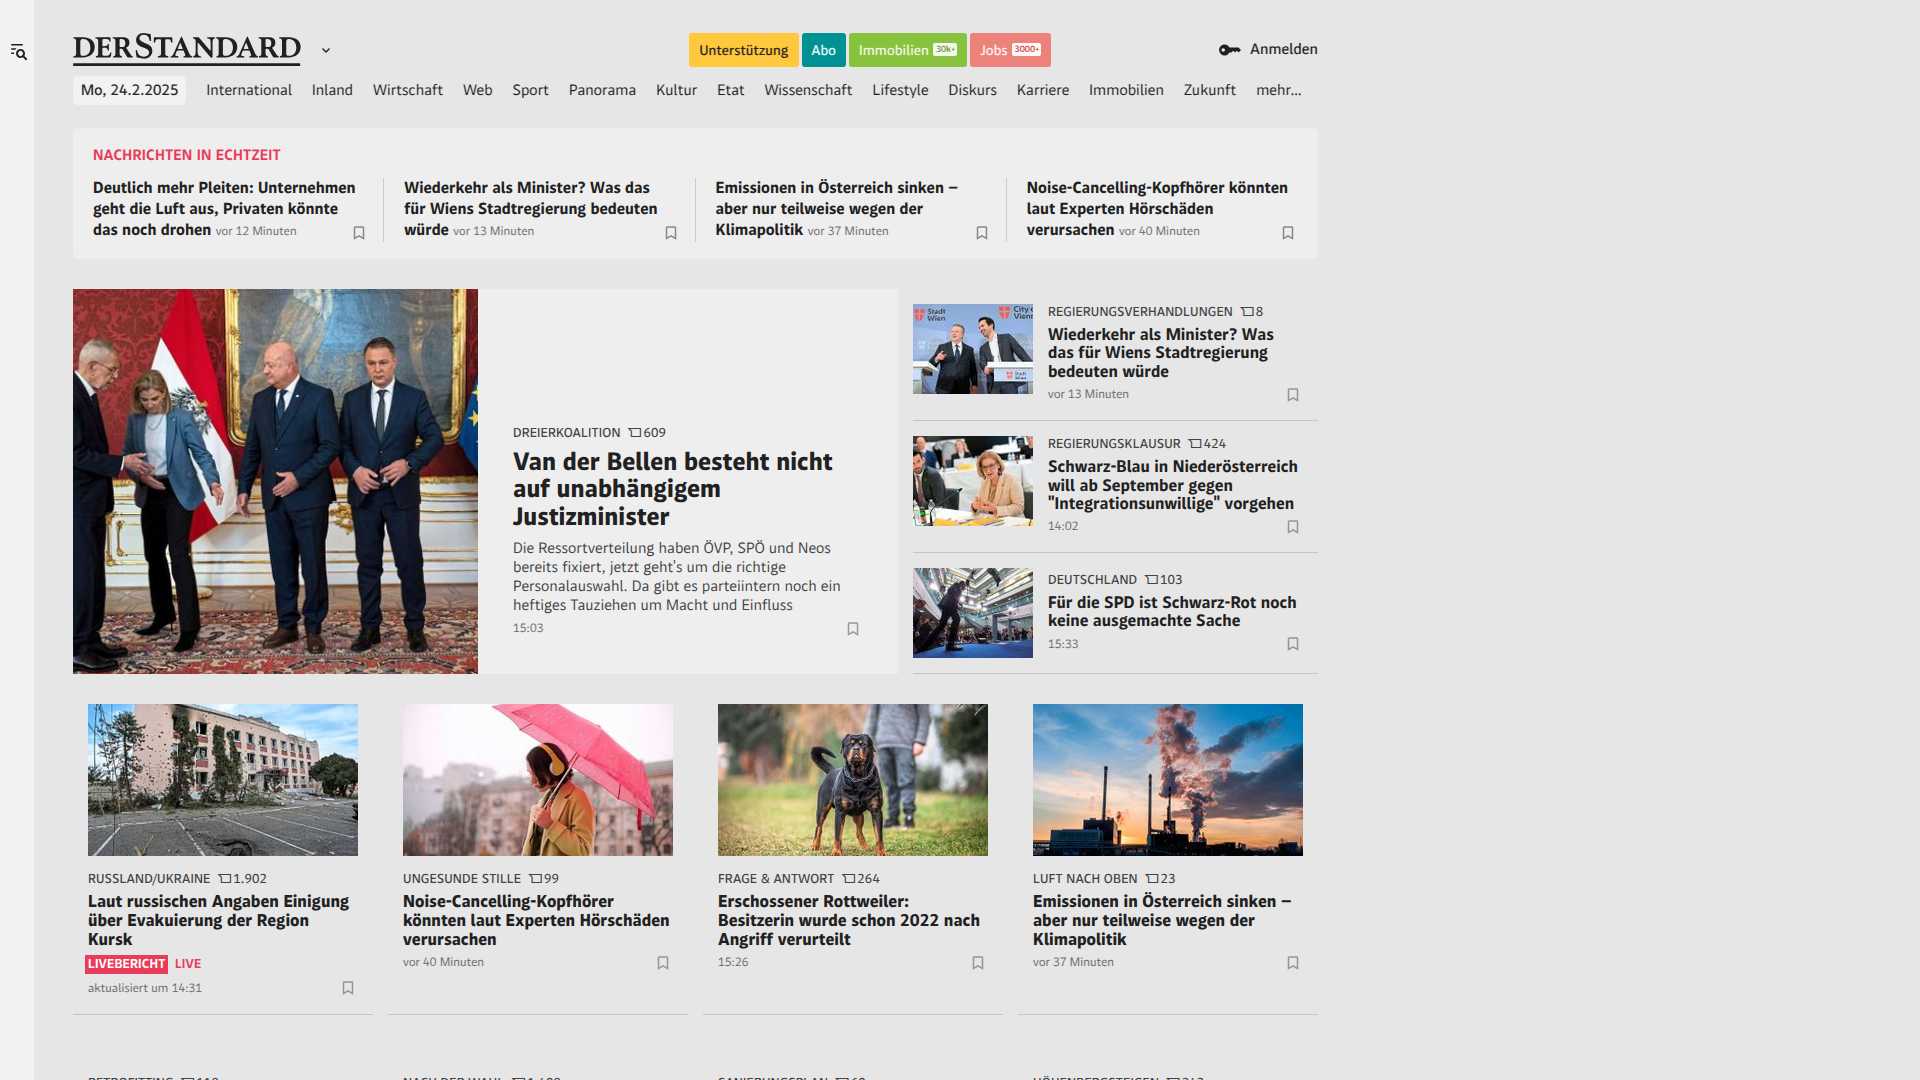 DERSTANDARD
Unterstützung
Abo
Immobilien 30k+
Jobs 3000+
Anmelden
Mo, 24.2.2025
International
Inland
Wirtschaft
Web
Sport
Panorama
Kultur
Etat
Wissenschaft
Lifestyle
Diskurs
Karriere
Immobilien
Zukunft
mehr...
NACHRICHTEN IN ECHTZEIT
Deutlich mehr Pleiten: Unternehmen
geht die Luft aus, Privaten könnte
das noch drohen vor 12 Minuten
Wiederkehr als Minister? Was das
für Wiens Stadtregierung bedeuten
würde vor 13 Minuten
Emissionen in Österreich sinken –
aber nur teilweise wegen der
Klimapolitik vor 37 Minuten
Noise-Cancelling-Kopfhörer könnten
laut Experten Hörschäden
verursachen vor 40 Minuten
DREIERKOALITION 609
Van der Bellen besteht nicht
auf unabhängigem
Justizminister
Die Ressortverteilung haben ÖVP, SPÖ und Neos
bereits fixiert, jetzt geht's um die richtige
Personalauswahl. Da gibt es parteiintern noch ein
heftiges Tauziehen um Macht und Einfluss
15:03
Stadt
Wien
REGIERUNGSVERHANDLUNGEN 8
Wiederkehr als Minister? Was
das für Wiens Stadtregierung
bedeuten würde
vor 13 Minuten
REGIERUNGSKLAUSUR 424
Schwarz-Blau in Niederösterreich
will ab September gegen
"Integrationsunwillige" vorgehen
14:02
DEUTSCHLAND 103
Für die SPD ist Schwarz-Rot noch
keine ausgemachte Sache
15:33
RUSSLAND/UKRAINE 1.902
Laut russischen Angaben Einigung
über Evakuierung der Region
Kursk
LIVEBERICHT LIVE
aktualisiert um 14:31
UNGESUNDE STILLE 99
Noise-Cancelling-Kopfhörer
könnten laut Experten Hörschäden
verursachen
vor 40 Minuten
FRAGE & ANTWORT 264
Erschossener Rottweiler:
Besitzerin wurde schon 2022 nach
Angriff verurteilt
15:26
LUFT NACH OBEN 23
Emissionen in Österreich sinken –
aber nur teilweise wegen der
Klimapolitik
vor 37 Minuten